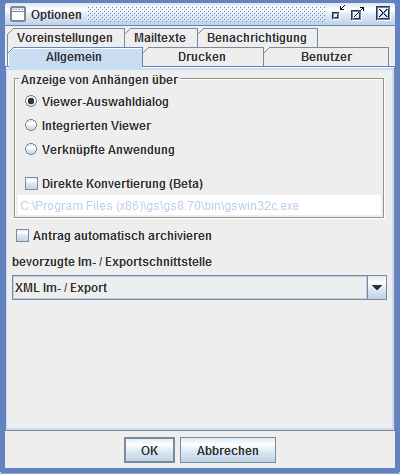 Optionen
Voreinstellungen Mailtexte Benachrichtigung
Allgemein Drucken Benutzer
Anzeige von Anhängen über
Viewer-Auswahldialog
Integrierten Viewer
Verknüpfte Anwendung
Direkte Konvertierung (Beta)
C:\Program Files (x86)\gs\gs8.70\bin\gswin32c.exe
Antrag automatisch archivieren
bevorzugte Im- / Exportschnittstelle
XML Im- / Export
OK Abbrechen